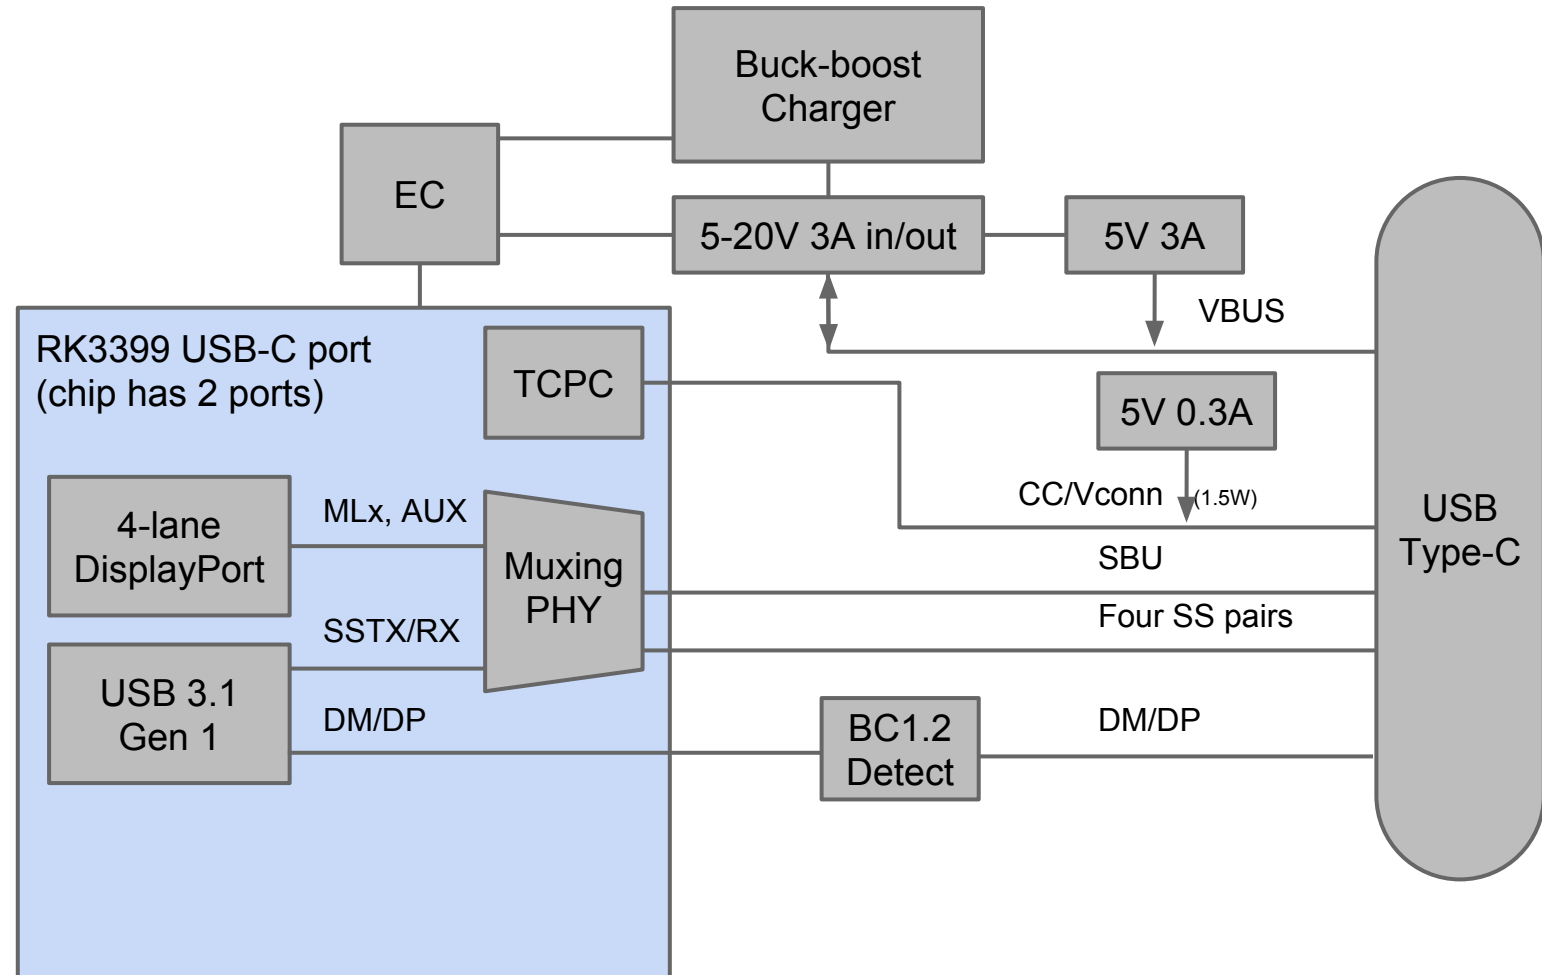 Buck-boost
Charger
EC
5-20V 3A in/out
5V 3A
VBUS
RK3399 USB-C port
(chip has 2 ports)
TCPC
5V 0.3A
CC/Vconn
(1.5W)
4-lane
DisplayPort
MLx, AUX
Muxing
PHY
SBU
Four SS pairs
USB
Type-C
SSTX/RX
USB 3.1
Gen 1
DM/DP
BC1.2
Detect
DM/DP